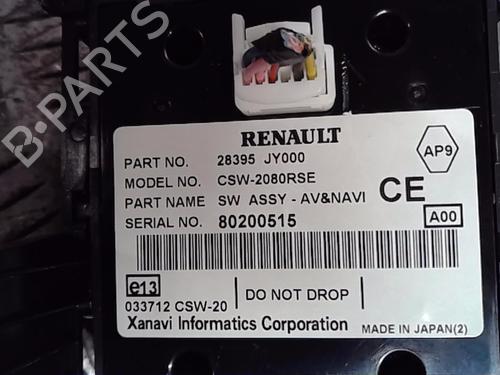 B-PARTS
RENAULT
PART NO. 28395 JY000
MODEL NO. CSW-2080RSE
PART NAME SW ASSY - AV&NAVI
SERIAL NO. 80200515
AP9
CE
A00
e13
033712 CSW-20
DO NOT DROP
Xanavi Informatics Corporation
MADE IN JAPAN(2)